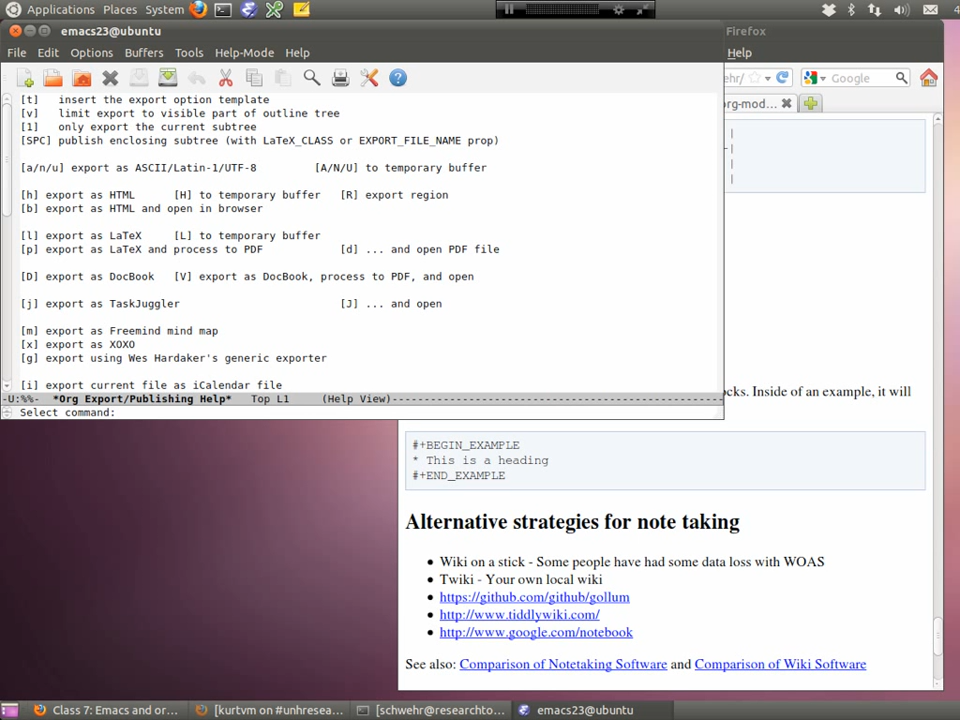 Applications Places System
4
emacs23@ubuntu
Firefox
File Edit Options Buffers Tools Help-Mode Help
Help
ehr/
Google
org-mod...
[t] insert the export option template
[v] limit export to visible part of outline tree
[1] only export the current subtree
[SPC] publish enclosing subtree (with LaTeX_CLASS or EXPORT_FILE_NAME prop)
[a/n/u] export as ASCII/Latin-1/UTF-8 [A/N/U] to temporary buffer
[h] export as HTML [H] to temporary buffer [R] export region
[b] export as HTML and open in browser
[l] export as LaTeX [L] to temporary buffer
[p] export as LaTeX and process to PDF [d] ... and open PDF file
[D] export as DocBook [V] export as DocBook, process to PDF, and open
[j] export as TaskJuggler [J] ... and open
[m] export as Freemind mind map
[x] export as XOXO
[g] export using Wes Hardaker's generic exporter
[i] export current file as iCalendar file
-U:%%- *Org Export/Publishing Help* Top L1 (Help View)
Select command:
ocks. Inside of an example, it will
#+BEGIN_EXAMPLE
* This is a heading
#+END_EXAMPLE
Alternative strategies for note taking
Wiki on a stick - Some people have had some data loss with WOAS
Twiki - Your own local wiki
https://github.com/github/gollum
http://www.tiddlywiki.com/
http://www.google.com/notebook
See also: Comparison of Notetaking Software and Comparison of Wiki Software
Class 7: Emacs and or... [kurtvm on #unhresea... [schwehr@researchto... emacs23@ubuntu